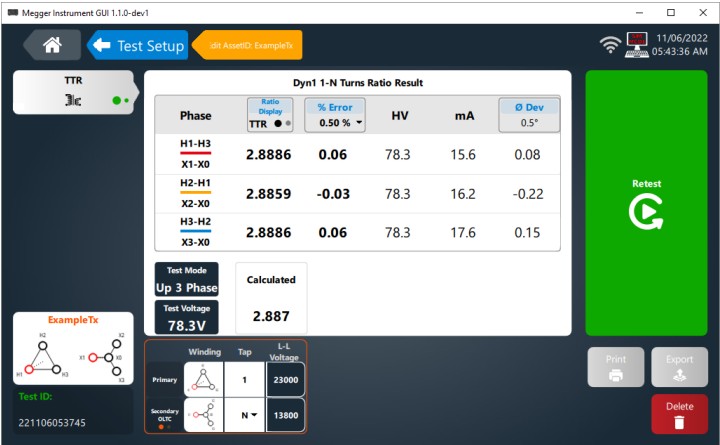 Megger Instrument GUI 1.1.0-dev1
Test Setup
Edit AssetID: ExampleTx
11/06/2022
05:43:36 AM
TTR
Dyn1 1-N Turns Ratio Result
Phase
Ratio
Display
TTR
% Error
0.50 %
HV
mA
Ø Dev
0.5°
H1-H3
X1-X0
2.8886 0.06 78.3 15.6 0.08
H2-H1
X2-X0
2.8859 -0.03 78.3 16.2 -0.22
H3-H2
X3-X0
2.8886 0.06 78.3 17.6 0.15
Retest
Test Mode
Up 3 Phase
Test Voltage
78.3V
Calculated
2.887
ExampleTx
H2
H1
H3
X2
X1
X0
X3
Test ID:
221106053745
Winding Tap L-L
Voltage
Primary 1 23000
Secondary
OLTC
N 13800
Print
Export
Delete